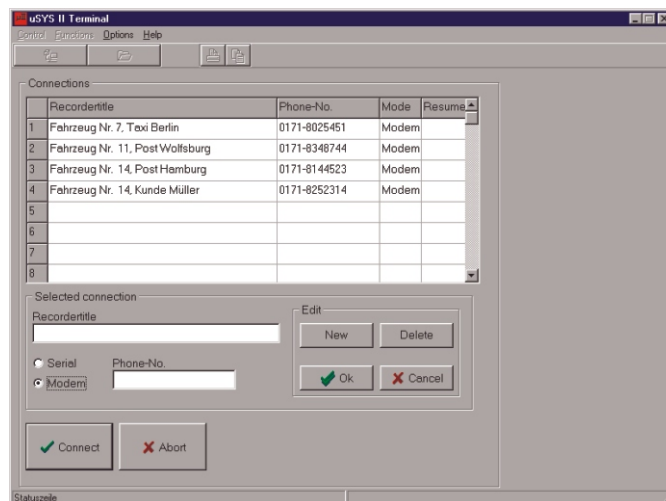 uSYS II Terminal
Control Functions Options Help
Connections
Recordertitle Phone-No. Mode Resume
1 Fahrzeug Nr. 7, Taxi Berlin 0171-8025451 Modem
2 Fahrzeug Nr. 11, Post Wolfsburg 0171-8348744 Modem
3 Fahrzeug Nr. 14, Post Hamburg 0171-8144523 Modem
4 Fahrzeug Nr. 14, Kunde Müller 0171-8252314 Modem
5
6
7
8
Selected connection
Recordertitle
Edit
New Delete
Serial Phone-No.
Modem
Ok Cancel
Connect Abort
Statuszeile